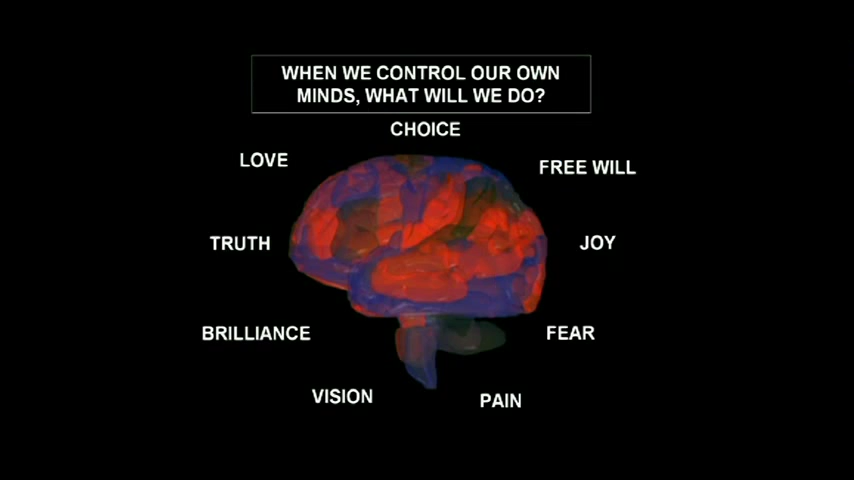 WHEN WE CONTROL OUR OWN
MINDS, WHAT WILL WE DO?
CHOICE
LOVE
FREE WILL
TRUTH
JOY
BRILLIANCE
FEAR
VISION
PAIN